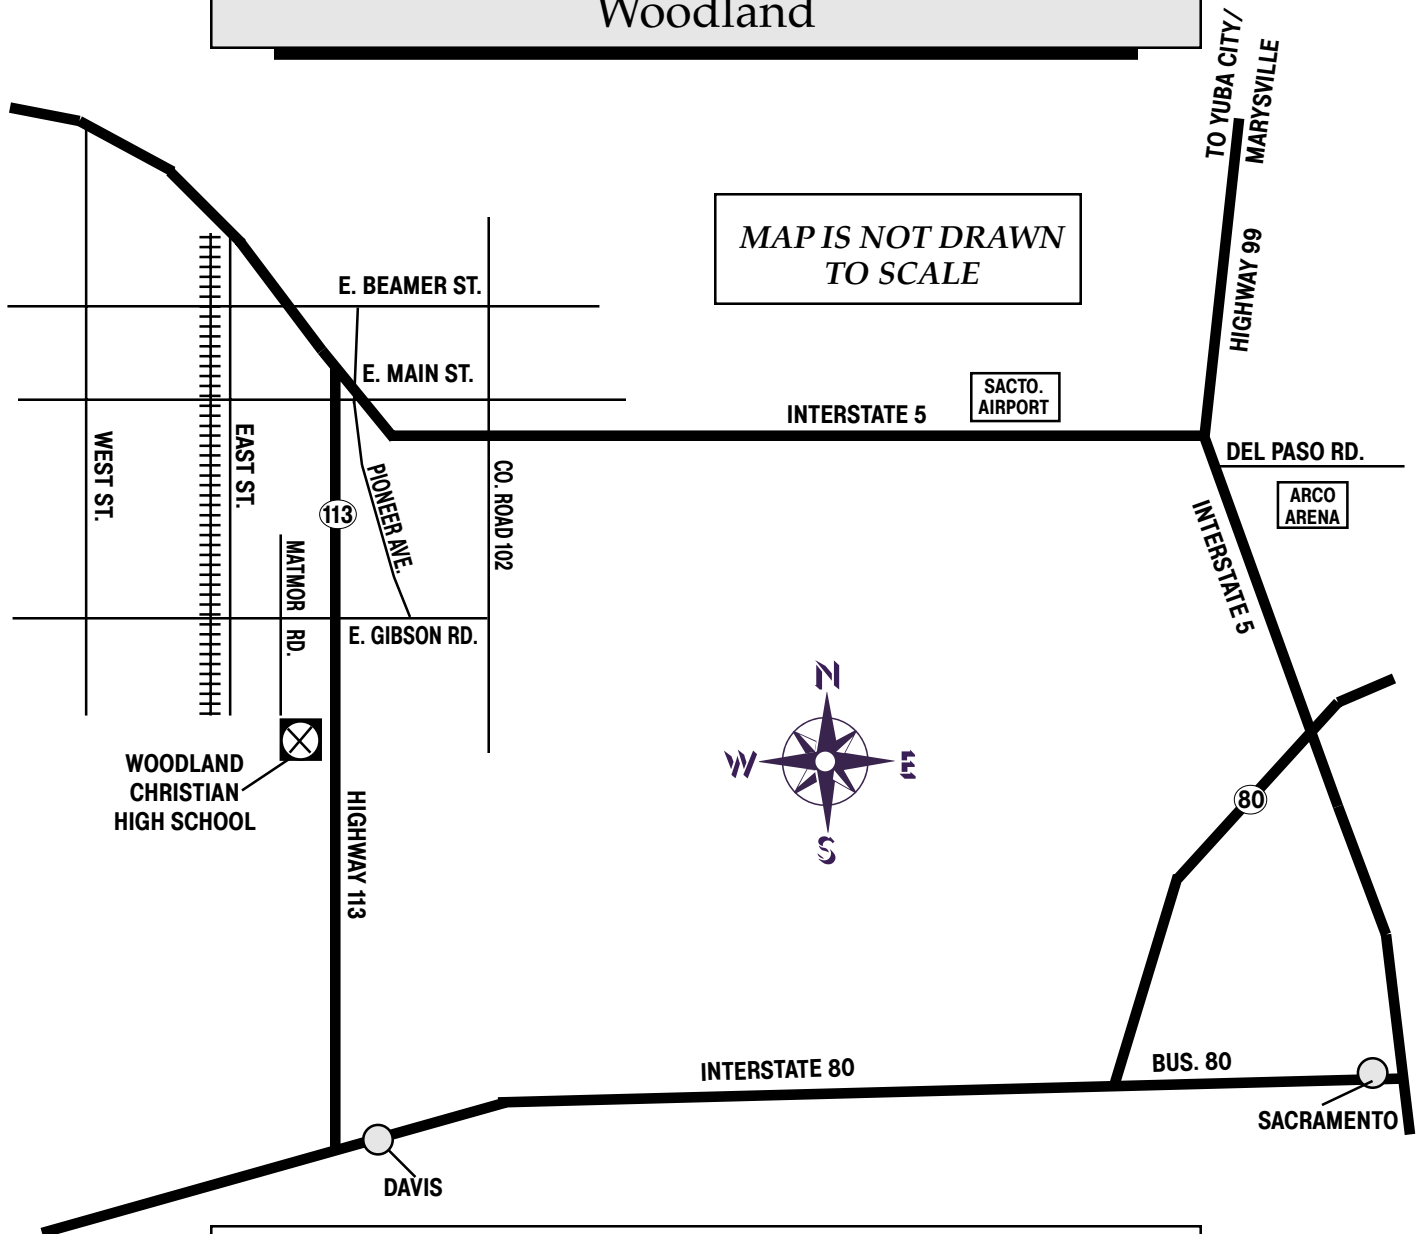 Woodland
TO YUBA CITY/
MARYSVILLE
MAP IS NOT DRAWN
TO SCALE
HIGHWAY 99
E. BEAMER ST.
E. MAIN ST.
SACTO.
AIRPORT
INTERSTATE 5
DEL PASO RD.
ARCO
ARENA
WEST ST.
EAST ST.
113
PIONEER AVE.
CO. ROAD 102
INTERSTATE 5
MATMOR RD.
E. GIBSON RD.
N
W
E
S
WOODLAND
CHRISTIAN
HIGH SCHOOL
HIGHWAY 113
80
INTERSTATE 80
BUS. 80
SACRAMENTO
DAVIS